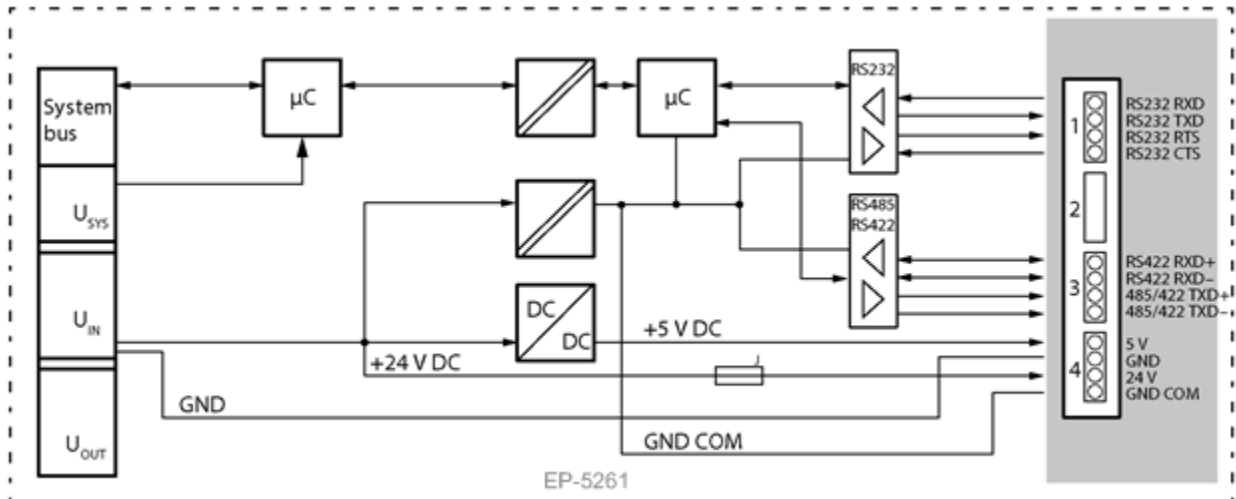 System
bus
U SYS
U IN
U OUT
µC
µC
DC
DC
+5 V DC
+24 V DC
GND
GND COM
RS232
RS485
RS422
1
2
3
4
RS232 RXD
RS232 TXD
RS232 RTS
RS232 CTS
RS422 RXD+
RS422 RXD–
485/422 TXD+
485/422 TXD–
5 V
GND
24 V
GND COM
EP-5261